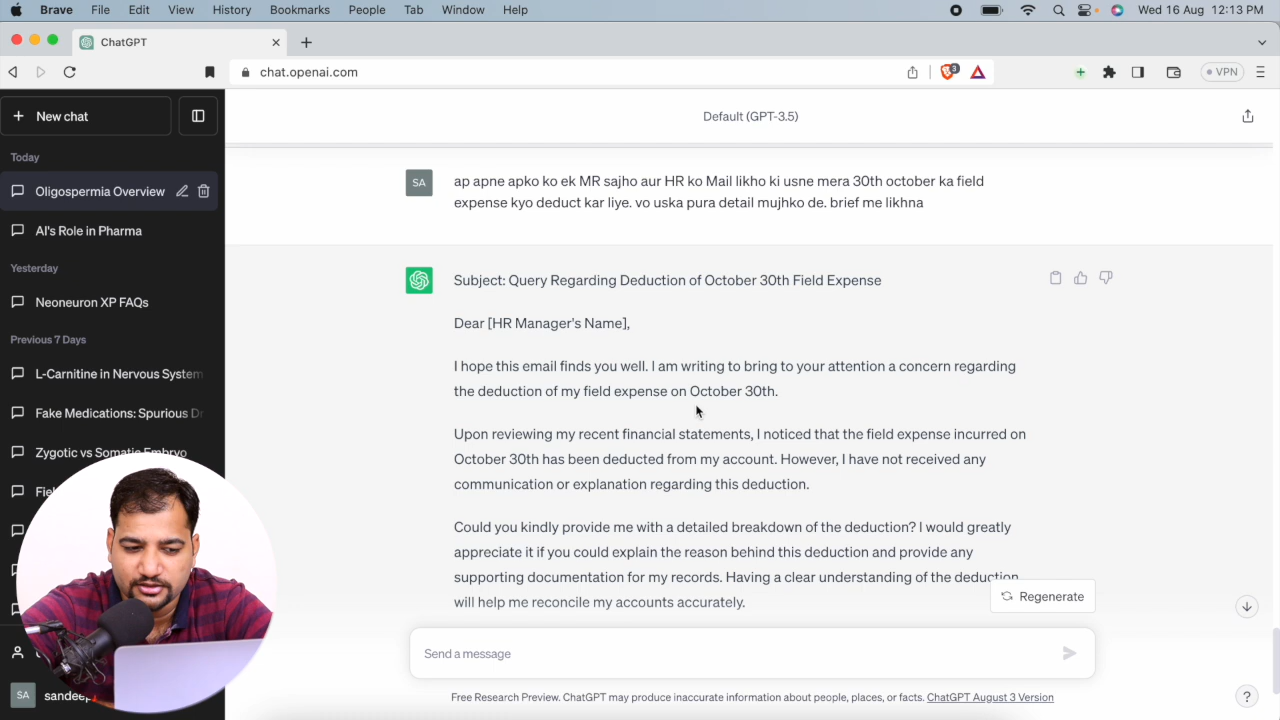 Brave File Edit View History Bookmarks People Tab Window Help Wed 16 Aug 12:13 PM
ChatGPT
chat.openai.com
3
VPN
New chat
Default (GPT-3.5)
Today
Oligospermia Overview
AI's Role in Pharma
Yesterday
Neoneuron XP FAQs
Previous 7 Days
L-Carnitine in Nervous System
Fake Medications: Spurious D
Zygotic vs Somatic Embryo
SA
sandeep
SA
ap apne apko ko ek MR sajho aur HR ko Mail likho ki usne mera 30th october ka field
expense kyo deduct kar liye. vo uska pura detail mujhko de. brief me likhna
Subject: Query Regarding Deduction of October 30th Field Expense
Dear [HR Manager's Name],
I hope this email finds you well. I am writing to bring to your attention a concern regarding
the deduction of my field expense on October 30th.
Upon reviewing my recent financial statements, I noticed that the field expense incurred on
October 30th has been deducted from my account. However, I have not received any
communication or explanation regarding this deduction.
Could you kindly provide me with a detailed breakdown of the deduction? I would greatly
appreciate it if you could explain the reason behind this deduction and provide any
supporting documentation for my records. Having a clear understanding of the deduction
will help me reconcile my accounts accurately.
Regenerate
Send a message
Free Research Preview. ChatGPT may produce inaccurate information about people, places, or facts. ChatGPT August 3 Version
?